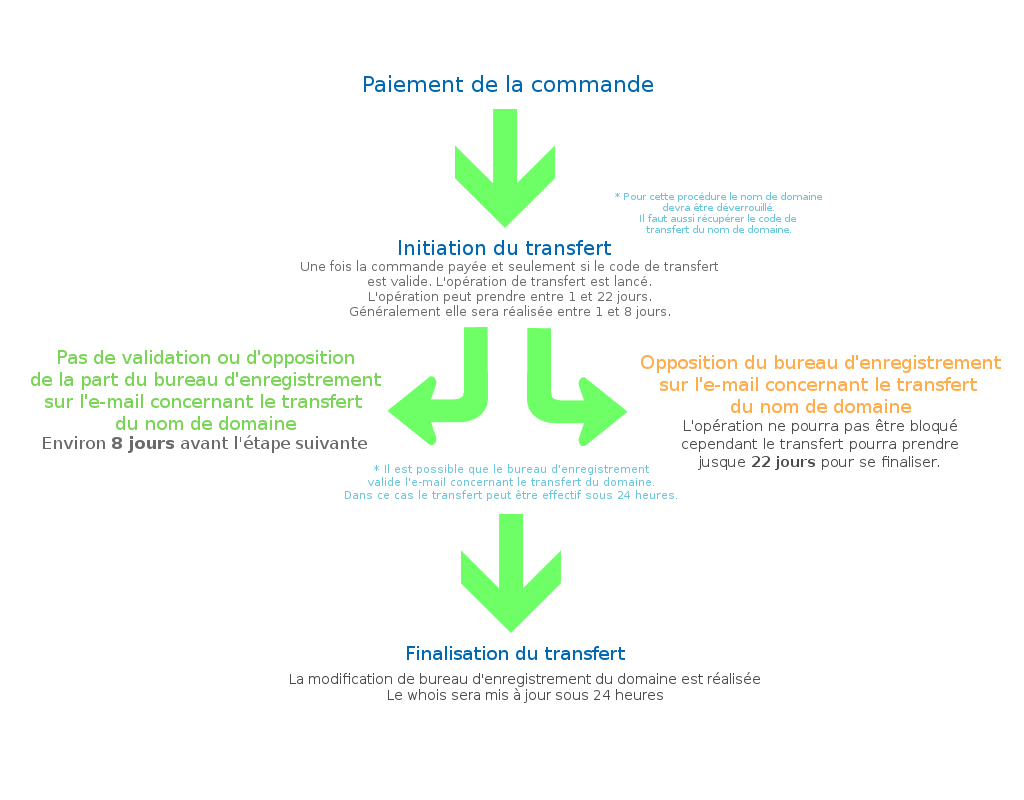 Paiement de la commande
* Pour cette procédure le nom de domaine
devra être déverrouillé.
Il faut aussi récupérer le code de
transfert du nom de domaine.
Initiation du transfert
Une fois la commande payée et seulement si le code de transfert
est valide. L'opération de transfert est lancé.
L'opération peut prendre entre 1 et 22 jours.
Généralement elle sera réalisée entre 1 et 8 jours.
Pas de validation ou d'opposition
de la part du bureau d'enregistrement
sur l'e-mail concernant le transfert
du nom de domaine
Environ 8 jours avant l'étape suivante
Opposition du bureau d'enregistrement
sur l'e-mail concernant le transfert
du nom de domaine
L'opération ne pourra pas être bloqué
cependant le transfert pourra prendre
jusque 22 jours pour se finaliser.
* Il est possible que le bureau d'enregistrement
valide l'e-mail concernant le transfert du domaine.
Dans ce cas le transfert peut être effectif sous 24 heures.
Finalisation du transfert
La modification de bureau d'enregistrement du domaine est réalisée
Le whois sera mis à jour sous 24 heures